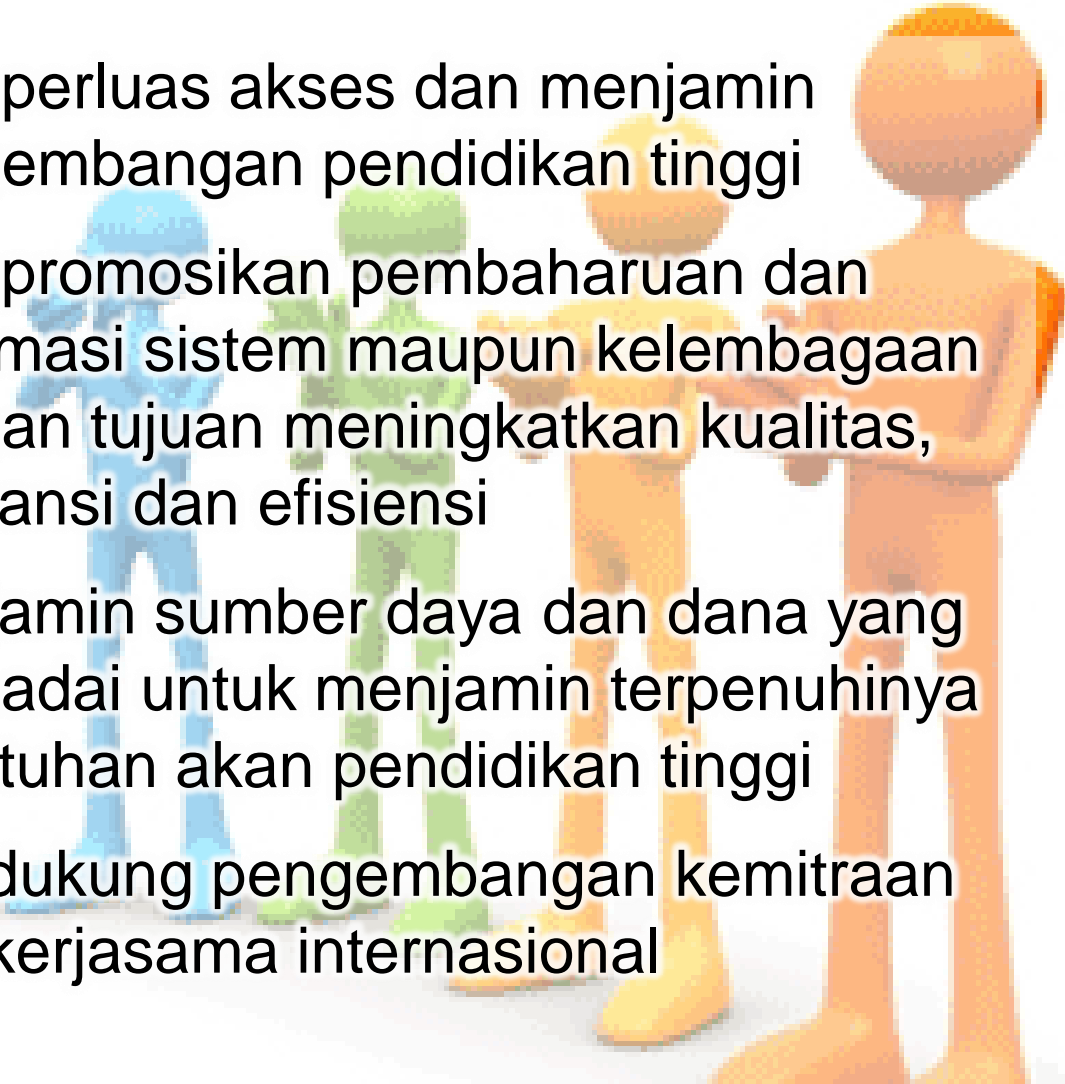 perluas akses dan menjamin
embangan pendidikan tinggi
promosikan pembaharuan dan
masi sistem maupun kelembagaan
an tujuan meningkatkan kualitas,
ansi dan efisiensi
amin sumber daya dan dana yang
adai untuk menjamin terpenuhinya
tuhan akan pendidikan tinggi
dukung pengembangan kemitraan
kerjasama internasional